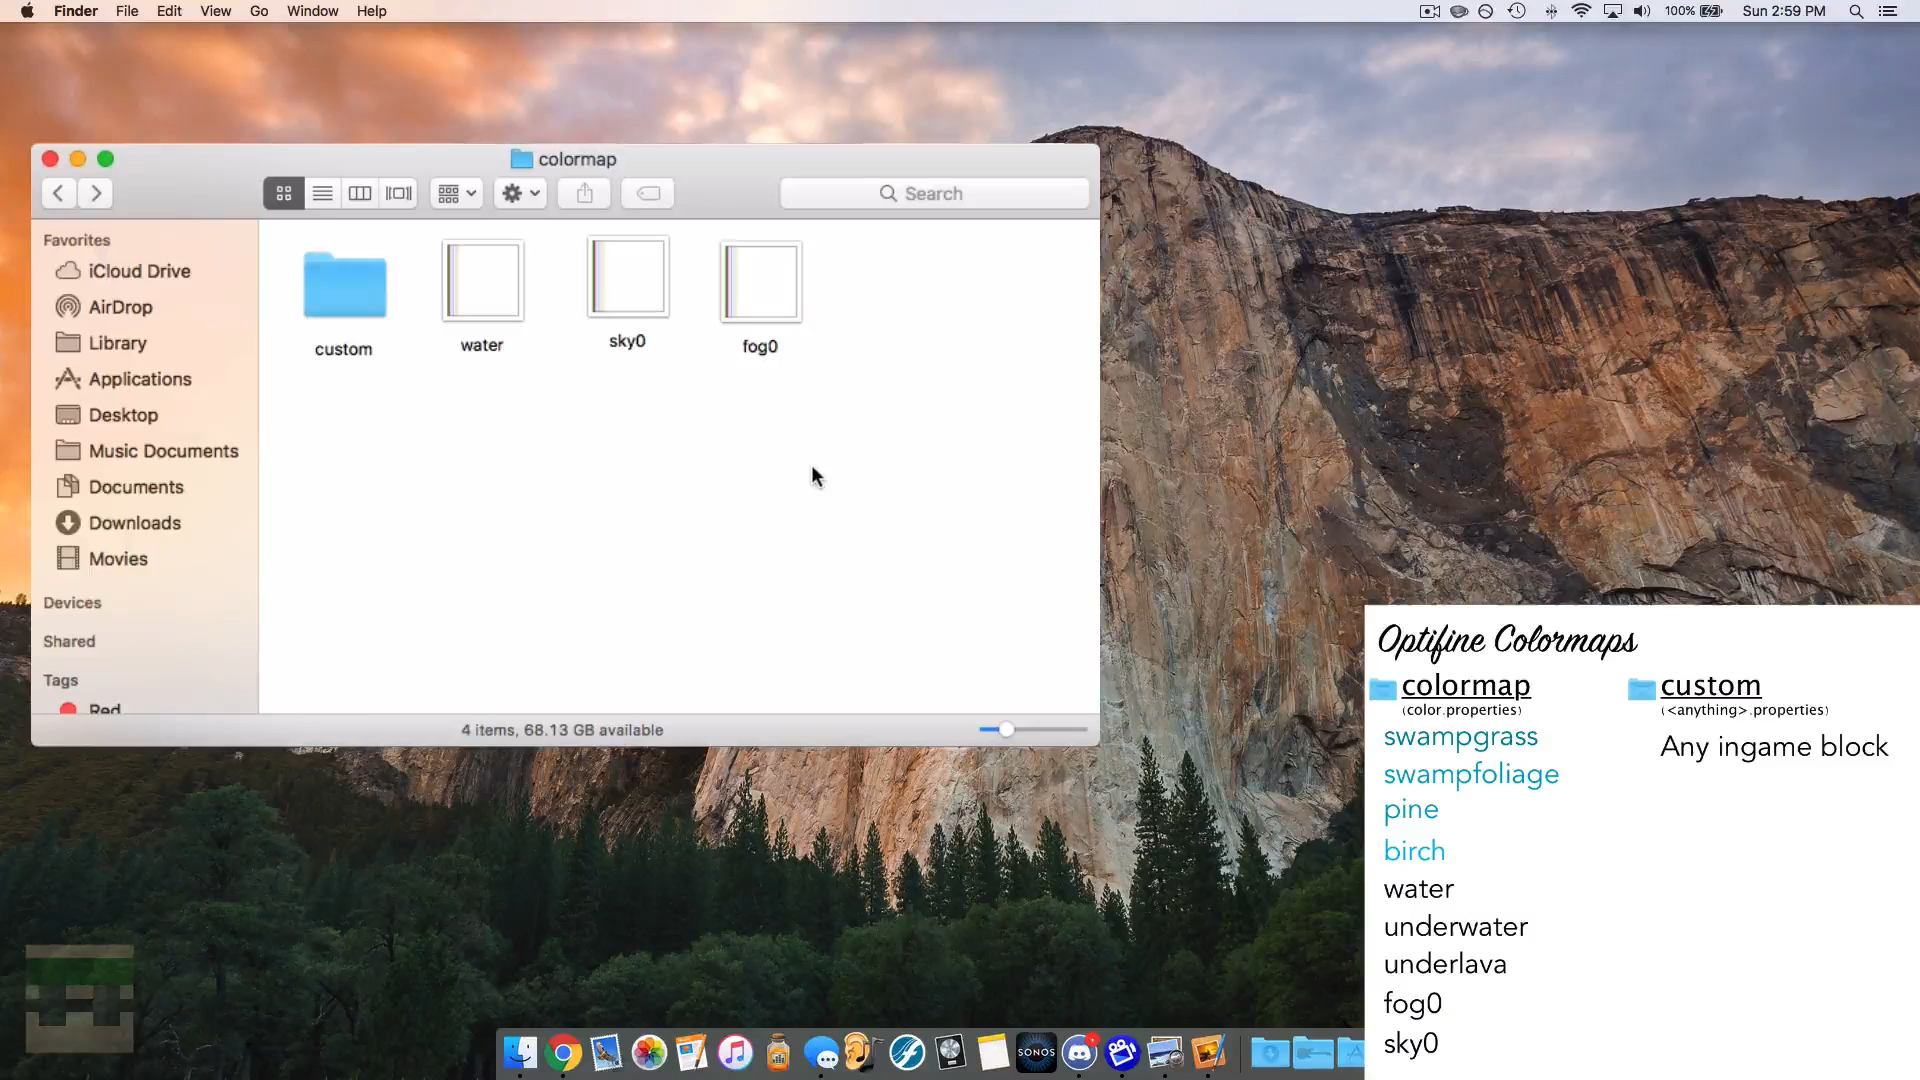 Finder File Edit View Go Window Help
100% Sun 2:59 PM
colormap
Search
Favorites
iCloud Drive
AirDrop
Library
Applications
Desktop
Music Documents
Documents
Downloads
Movies
Devices
Shared
Tags
Red
custom
water
sky0
fog0
4 items, 68.13 GB available
Optifine Colormaps
colormap
(color.properties)
swampgrass
swampfoliage
pine
birch
water
underwater
underlava
fog0
sky0
custom
(<anything>.properties)
Any ingame block
SONOS